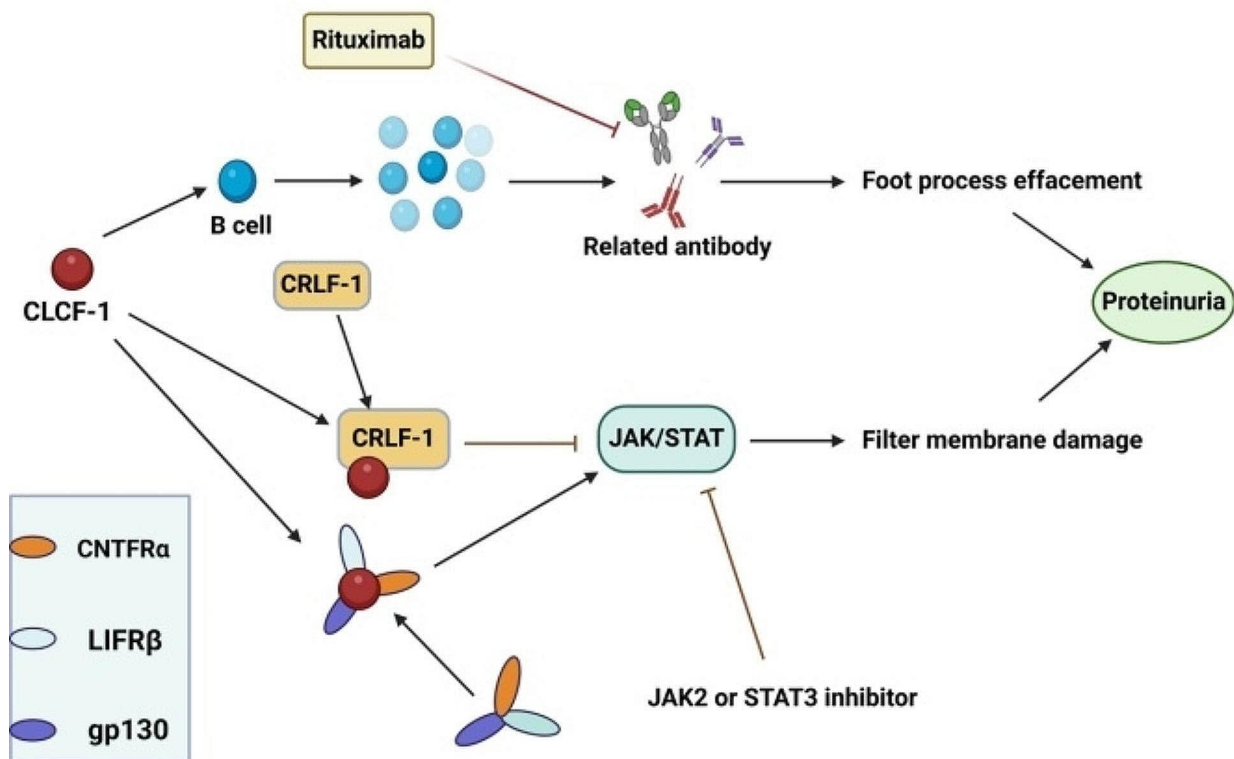 Rituximab
B cell
Related antibody
Foot process effacement
CLCF-1
CRLF-1
Proteinuria
CRLF-1
JAK/STAT
Filter membrane damage
CNTFRα
LIFRβ
gp130
JAK2 or STAT3 inhibitor